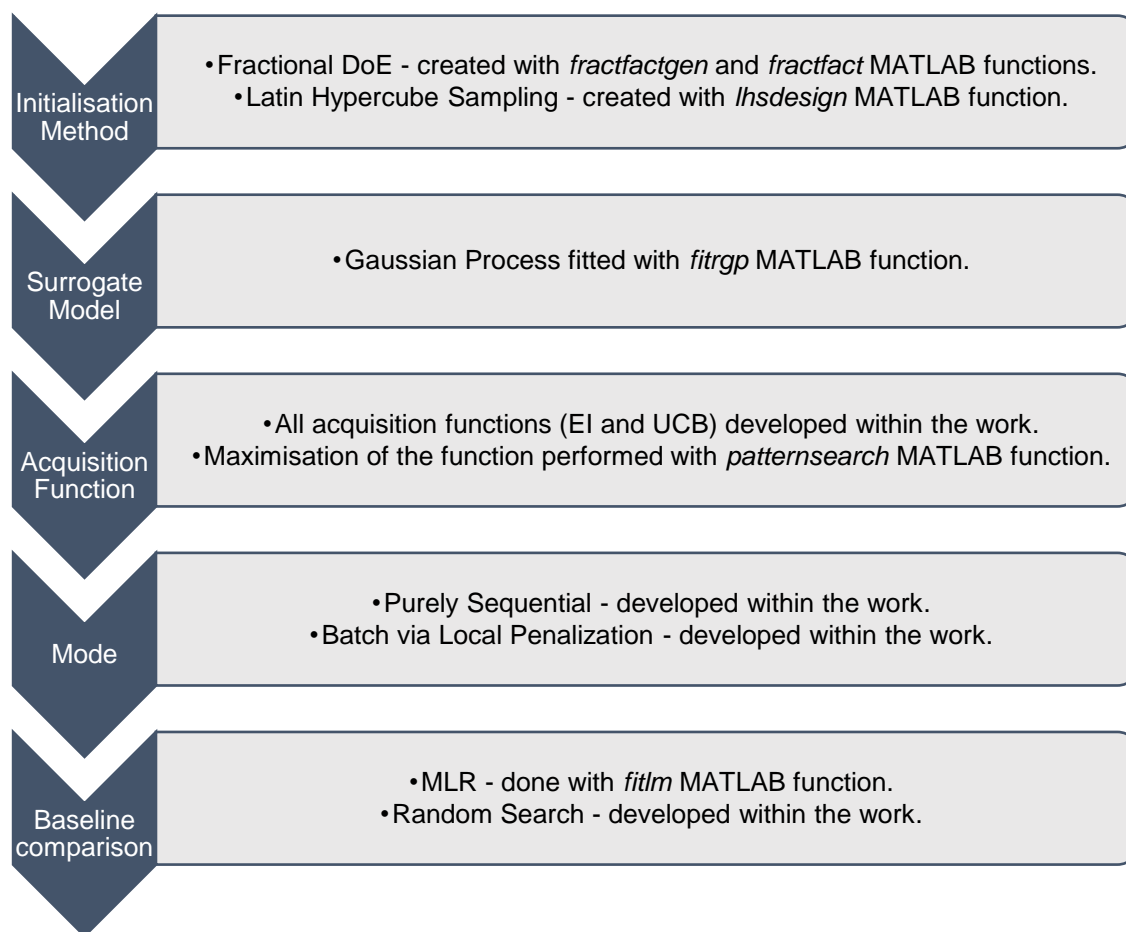 Initialisation
Method
•Fractional DoE - created with fractfactgen and fractfact MATLAB functions.
•Latin Hypercube Sampling - created with lhsdesign MATLAB function.
Surrogate
Model
•Gaussian Process fitted with fitrgp MATLAB function.
Acquisition
Function
•All acquisition functions (EI and UCB) developed within the work.
•Maximisation of the function performed with patternsearch MATLAB function.
Mode
•Purely Sequential - developed within the work.
•Batch via Local Penalization - developed within the work.
Baseline
comparison
•MLR - done with fitlm MATLAB function.
•Random Search - developed within the work.